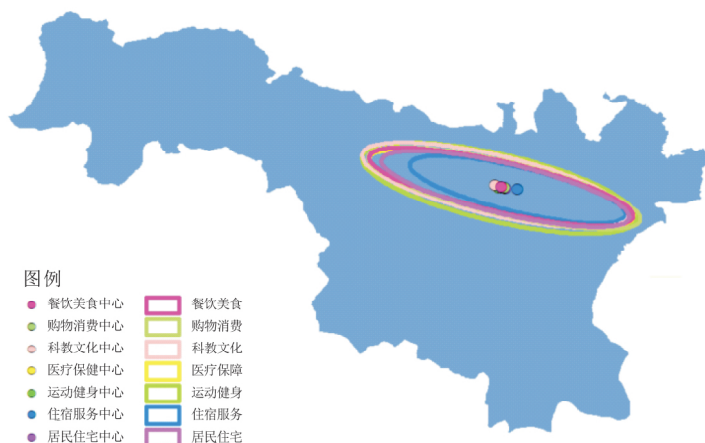 图例
餐饮美食中心 餐饮美食
购物消费中心 购物消费
科教文化中心 科教文化
医疗保健中心 医疗保障
运动健身中心 运动健身
住宿服务中心 住宿服务
居民住宅中心 居民住宅